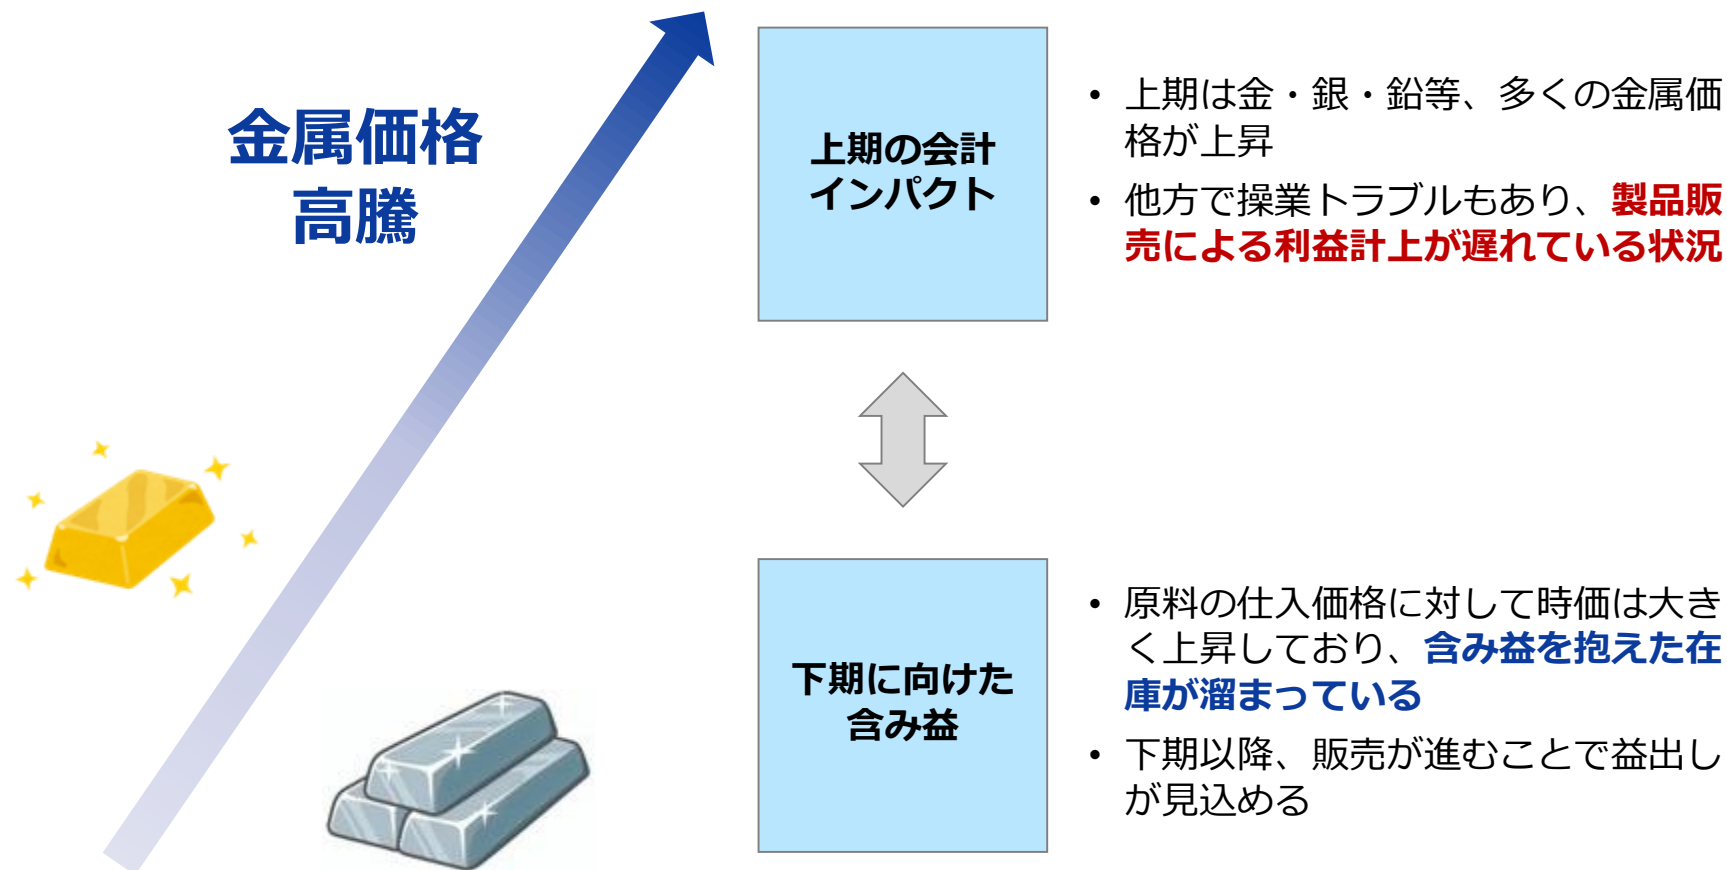 金属価格
高騰
上期の会計
インパクト
• 上期は金・銀・鉛等、多くの金属価
格が上昇
• 他方で操業トラブルもあり、製品販
売による利益計上が遅れている状況
下期に向けた
含み益
• 原料の仕入価格に対して時価は大き
く上昇しており、含み益を抱えた在
庫が溜まっている
• 下期以降、販売が進むことで益出し
が見込める